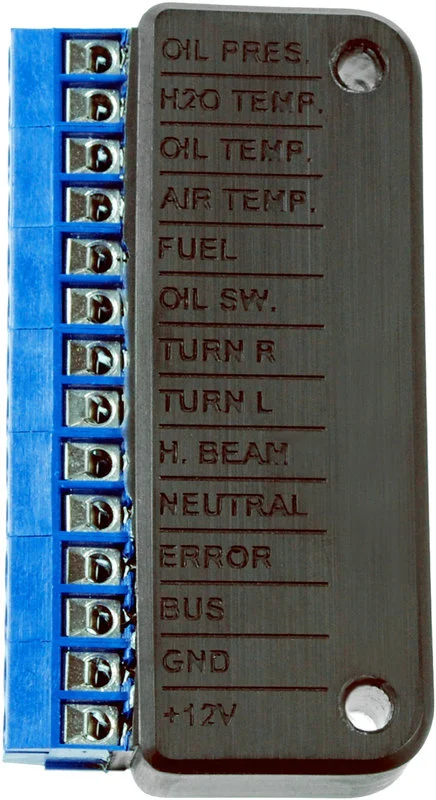 OIL PRES.
H2O TEMP.
OIL TEMP.
AIR TEMP.
FUEL
OIL SW.
TURN R
TURN L
H. BEAM
NEUTRAL
ERROR
BUS
GND
+12V